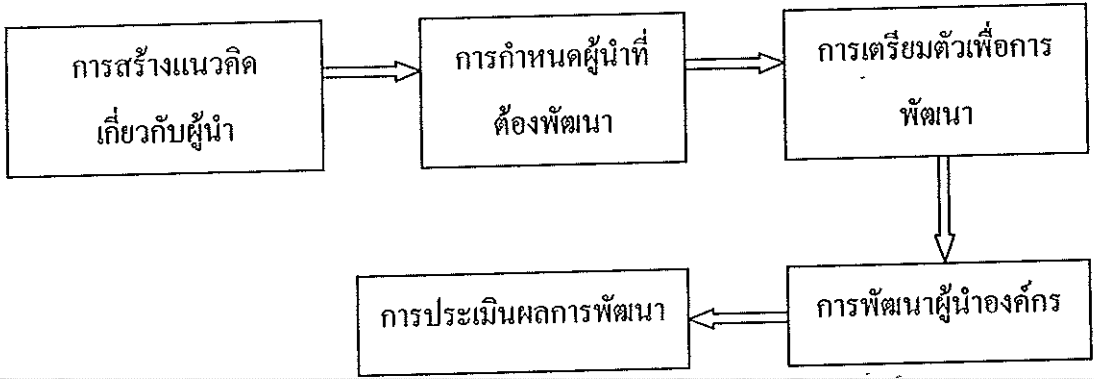 การสร้างแนวคิด
เกี่ยวกับผู้นำ
การกำหนดผู้นำที่
ต้องพัฒนา
การเตรียมตัวเพื่อการ
พัฒนา
การพัฒนาผู้นำองค์กร
การประเมินผลการพัฒนา